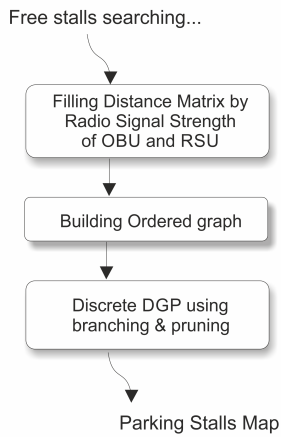 Free stalls searching...
Filling Distance Matrix by
Radio Signal Strength
of OBU and RSU
Building Ordered graph
Discrete DGP using
branching & pruning
Parking Stalls Map